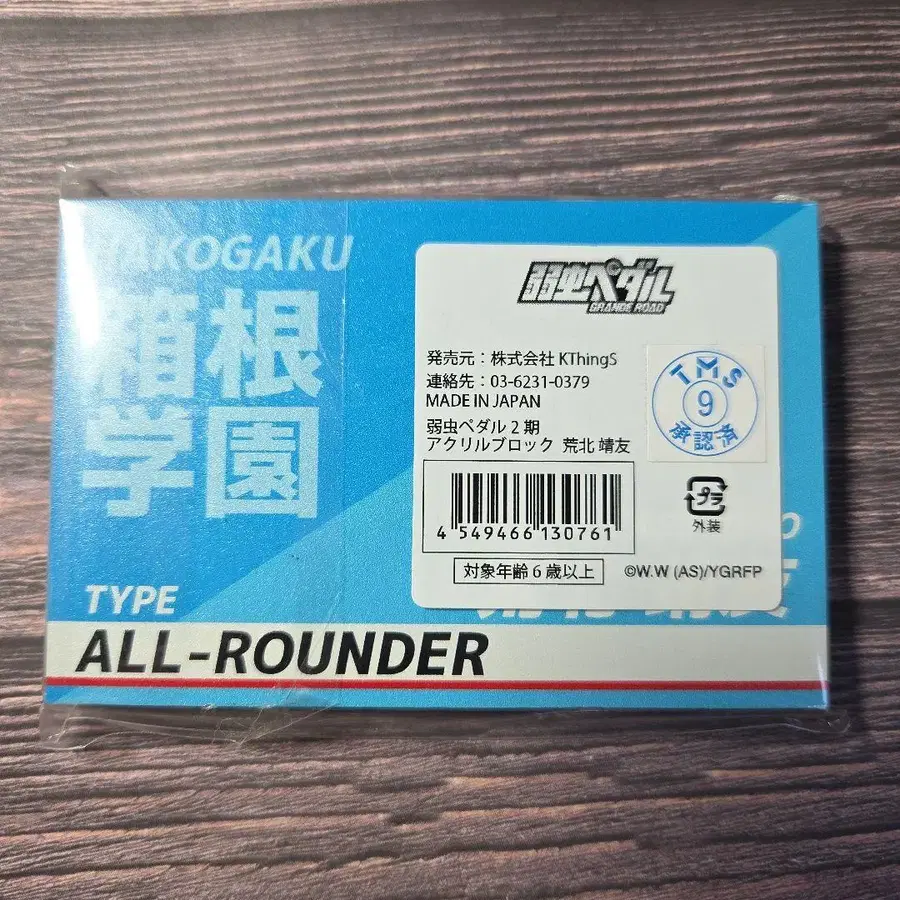 HAKOGAKU
箱根
学園
TYPE
ALL-ROUNDER
弱虫ペダル
GRANDE ROAD
発売元：株式会社 KThingS
連絡先：03-6231-0379
MADE IN JAPAN
弱虫ペダル 2 期
アクリルブロック 荒北 靖友
4 549466 130761
対象年齢 6 歳以上
TMS
9
承認済
プラ
外装
©W.W (AS)/YGRFP